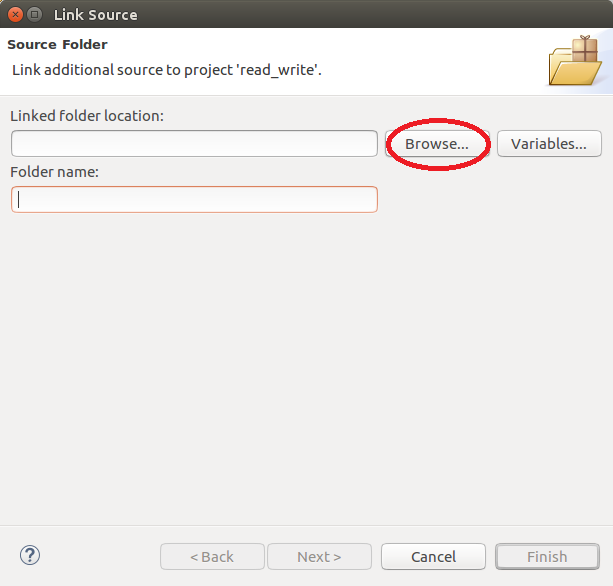 Link Source
Source Folder
Link additional source to project 'read_write'.
Linked folder location:
Browse... Variables...
Folder name:
? < Back Next > Cancel Finish